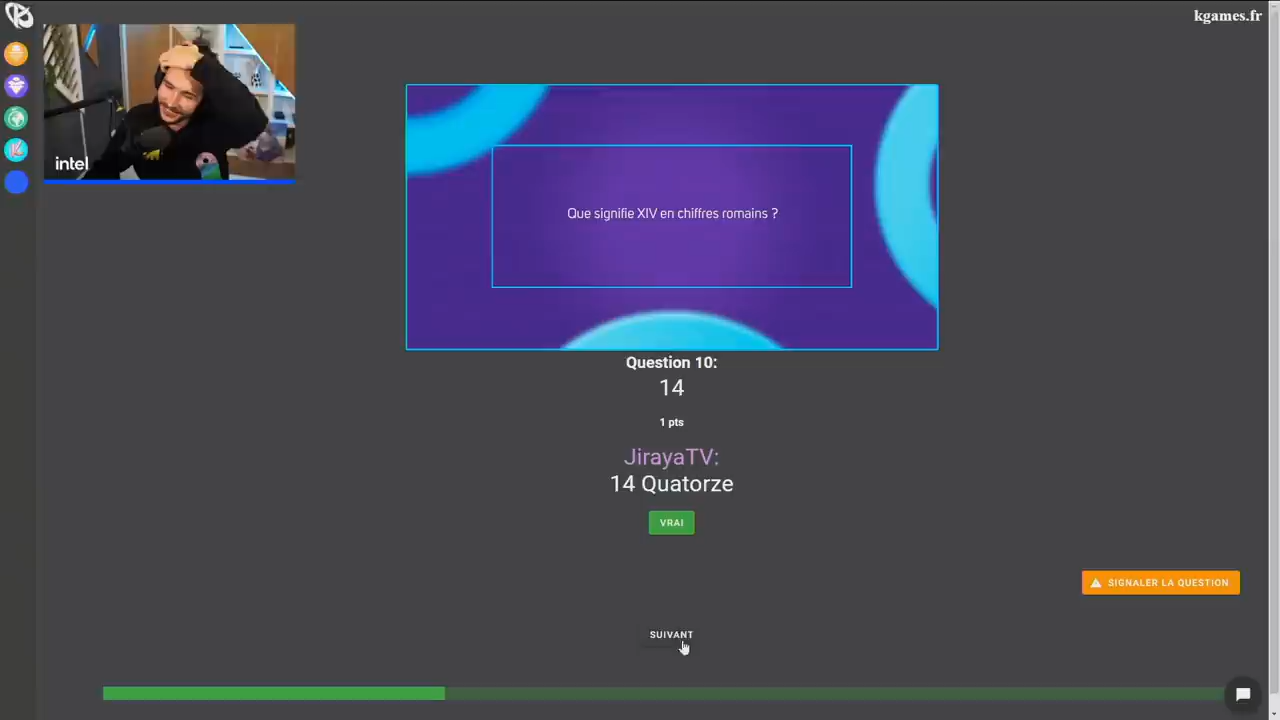 kgames.fr
intel
Que signifie XIV en chiffres romains ?
Question 10:
14
1 pts
JirayaTV:
14 Quatorze
VRAI
SIGNALER LA QUESTION
SUIVANT